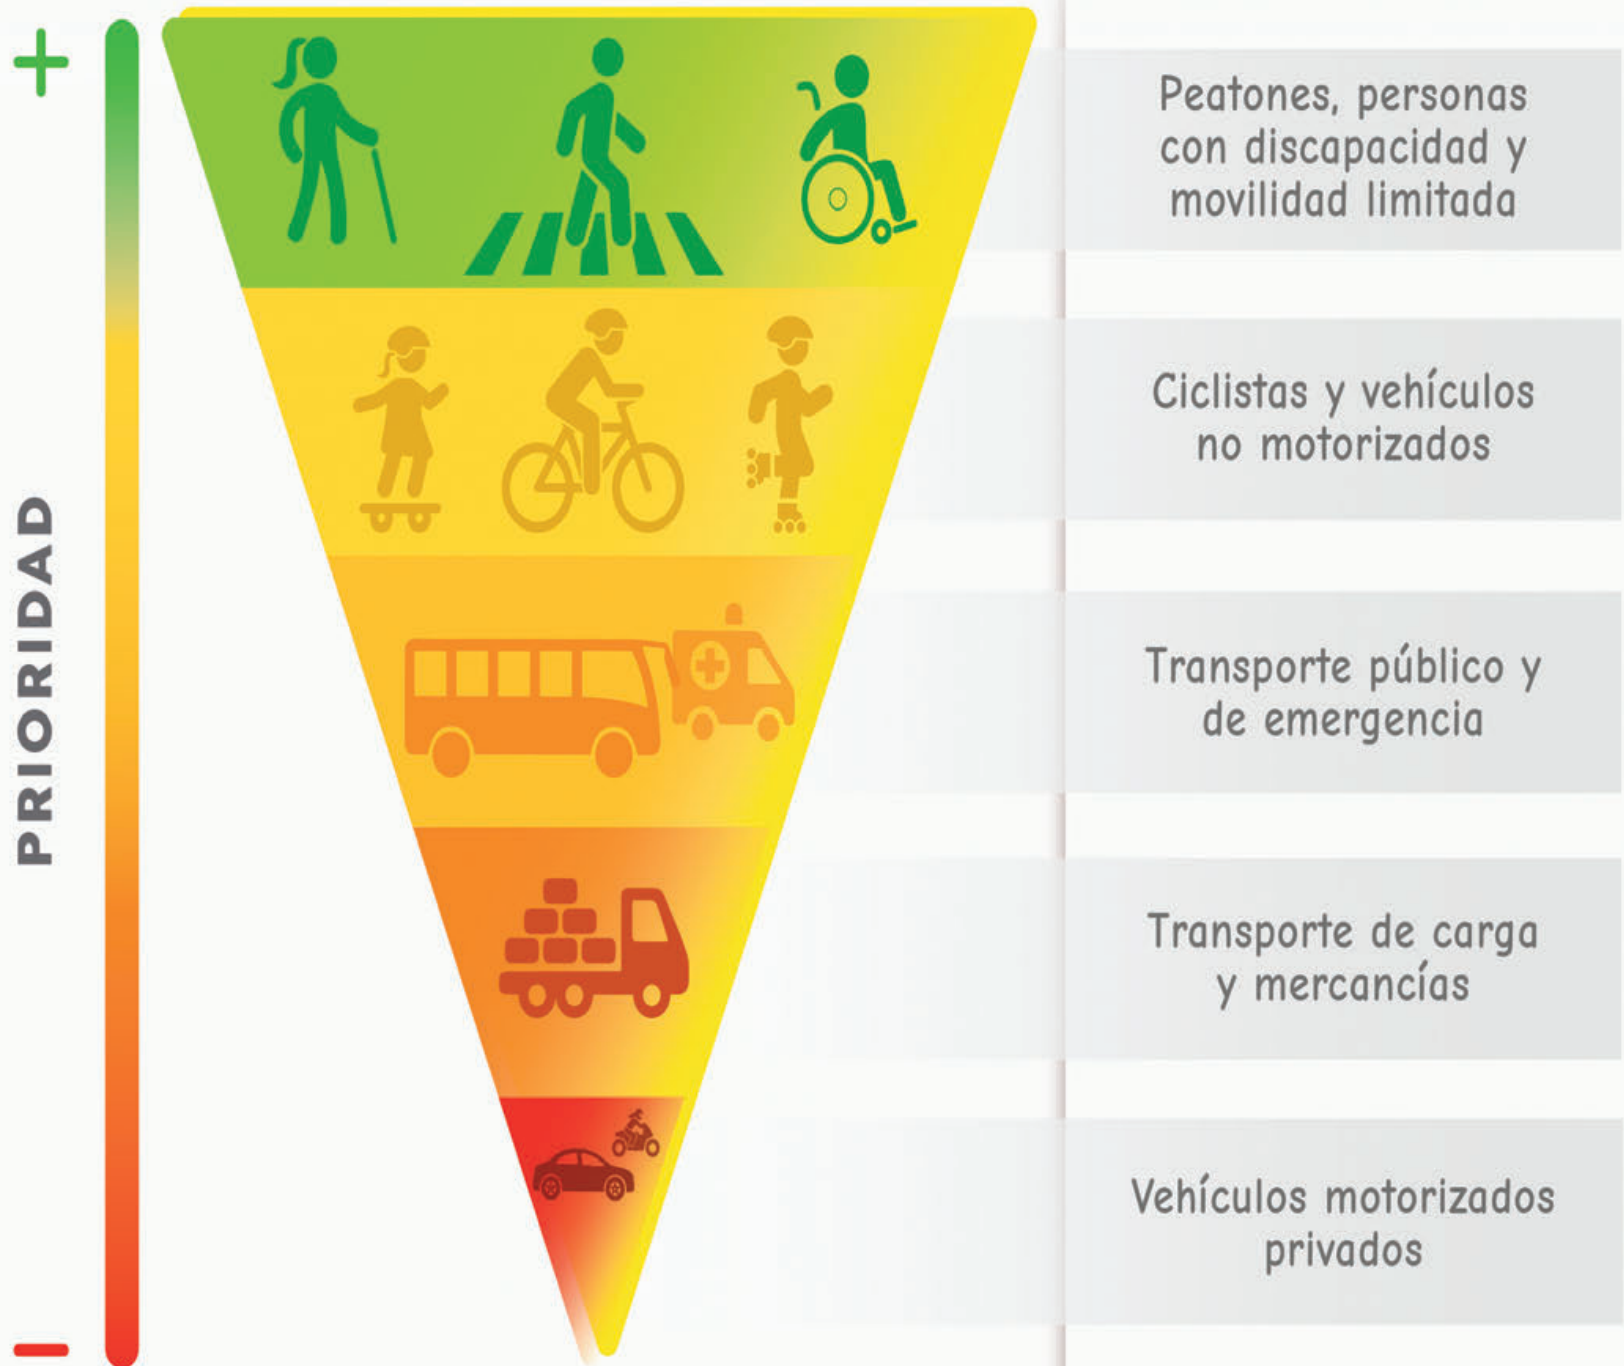 +
PRIORIDAD
Peatones, personas
con discapacidad y
movilidad limitada
Ciclistas y vehículos
no motorizados
Transporte público y
de emergencia
Transporte de carga
y mercancías
Vehículos motorizados
privados
-